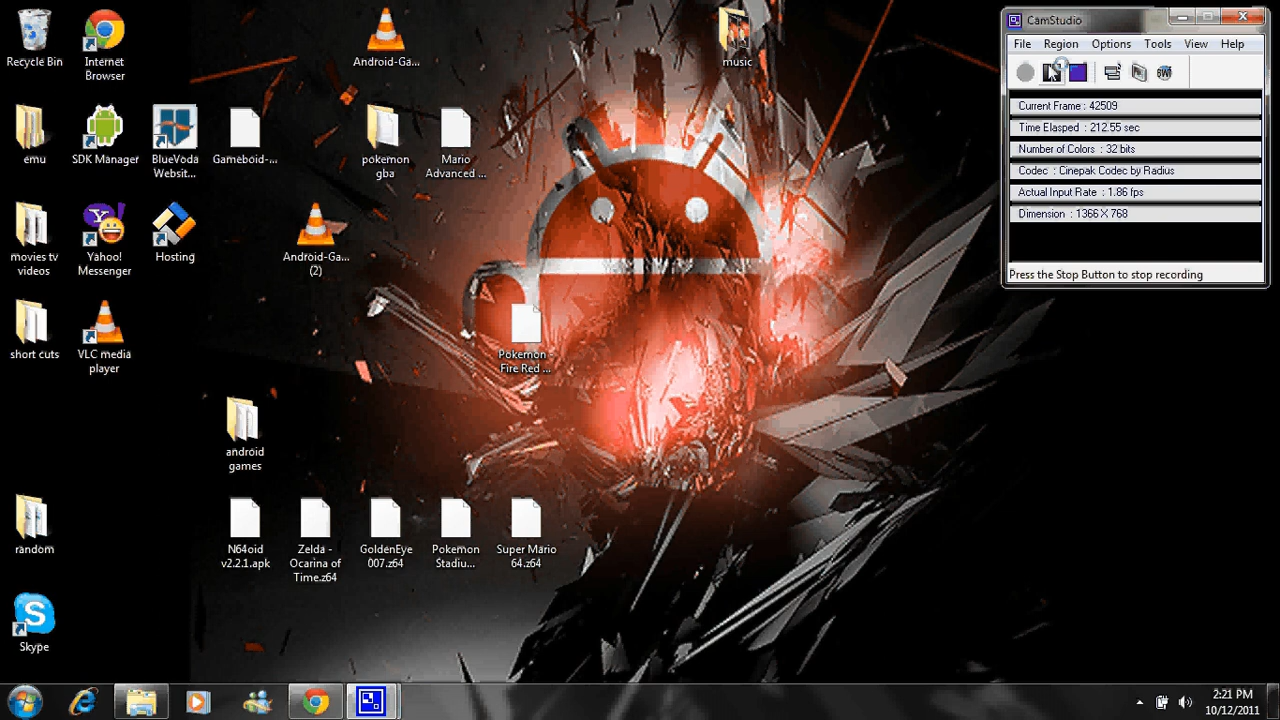 Recycle Bin
Internet
Browser
Android-Ga...
music
emu
SDK Manager
BlueVoda
Websit...
Gameboid-...
pokemon
gba
Mario
Advanced ...
movies tv
videos
Yahoo!
Messenger
Hosting
Android-Ga...
(2)
short cuts
VLC media
player
Pokemon -
Fire Red ...
android
games
random
N64oid
v2.2.1.apk
Zelda -
Ocarina of
Time.z64
GoldenEye
007.z64
Pokemon
Stadiu...
Super Mario
64.z64
Skype
CamStudio
File Region Options Tools View Help
SWF
Current Frame : 42509
Time Elasped : 212.55 sec
Number of Colors : 32 bits
Codec : Cinepak Codec by Radius
Actual Input Rate : 1.86 fps
Dimension : 1366 X 768
Press the Stop Button to stop recording
2:21 PM
10/12/2011